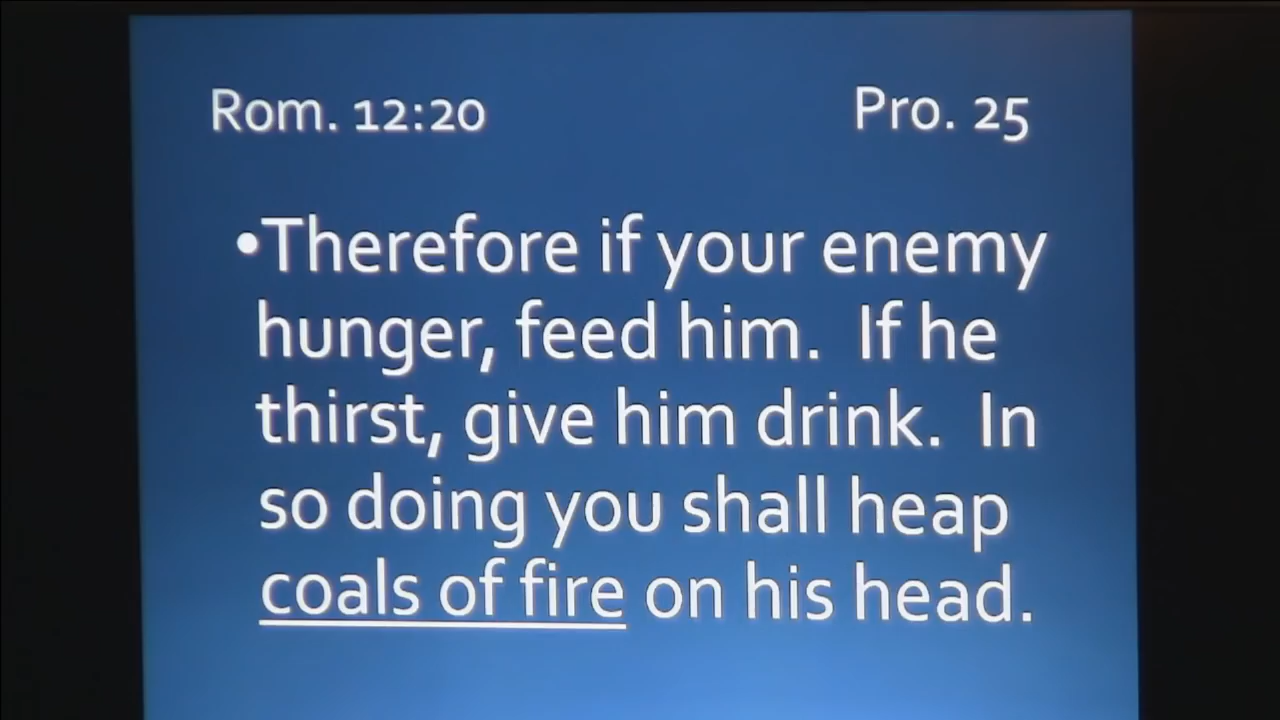 Rom. 12:20 Pro. 25
•Therefore if your enemy
hunger, feed him.  If he
thirst, give him drink.  In
so doing you shall heap
coals of fire on his head.